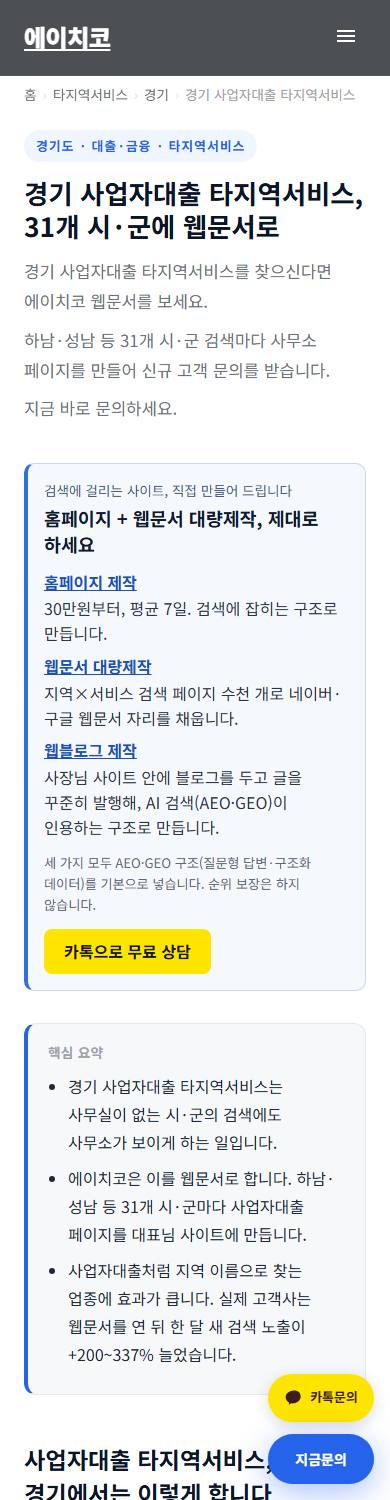 에이치코
홈 › 타지역서비스 › 경기 › 경기 사업자대출 타지역서비스
경기도 · 대출·금융 · 타지역서비스
경기 사업자대출 타지역서비스,
31개 시·군에 웹문서로
경기 사업자대출 타지역서비스를 찾으신다면
에이치코 웹문서를 보세요.
하남·성남 등 31개 시·군 검색마다 사무소
페이지를 만들어 신규 고객 문의를 받습니다.
지금 바로 문의하세요.
검색에 걸리는 사이트, 직접 만들어 드립니다
홈페이지 + 웹문서 대량제작, 제대로
하세요
홈페이지 제작
30만원부터, 평균 7일. 검색에 잡히는 구조로
만듭니다.
웹문서 대량제작
지역×서비스 검색 페이지 수천 개로 네이버·
구글 웹문서 자리를 채웁니다.
웹블로그 제작
사장님 사이트 안에 블로그를 두고 글을
꾸준히 발행해, AI 검색(AEO·GEO)이
인용하는 구조로 만듭니다.
세 가지 모두 AEO·GEO 구조(질문형 답변·구조화
데이터)를 기본으로 넣습니다. 순위 보장은 하지
않습니다.
카톡으로 무료 상담
핵심 요약
• 경기 사업자대출 타지역서비스는
사무실이 없는 시·군의 검색에도
사무소가 보이게 하는 일입니다.
• 에이치코은 이를 웹문서로 합니다. 하남·
성남 등 31개 시·군마다 사업자대출
페이지를 대표님 사이트에 만듭니다.
• 사업자대출처럼 지역 이름으로 찾는
업종에 효과가 큽니다. 실제 고객사는
웹문서를 연 뒤 한 달 새 검색 노출이
+200~337% 늘었습니다.
카톡문의
지금문의
사업자대출 타지역서비스,
경기에서는 이렇게 합니다